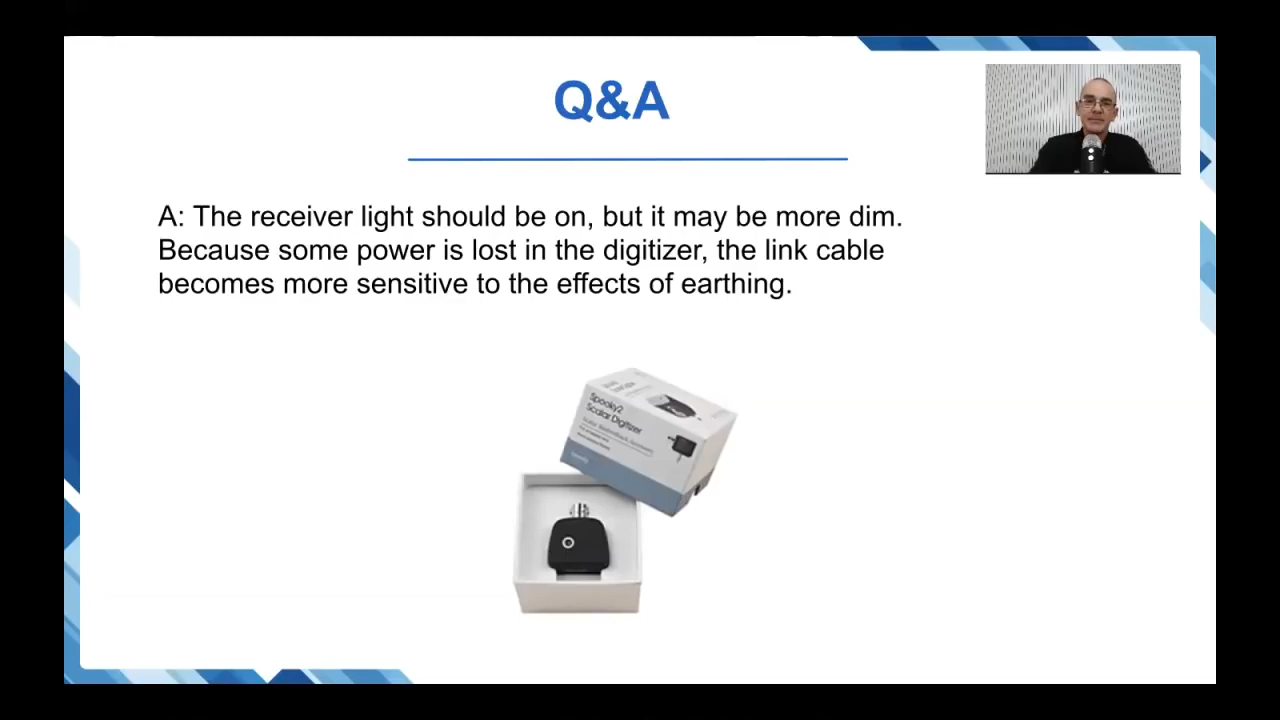 Q&A
A: The receiver light should be on, but it may be more dim.
Because some power is lost in the digitizer, the link cable
becomes more sensitive to the effects of earthing.
Spooky2
Scalar Digitizer